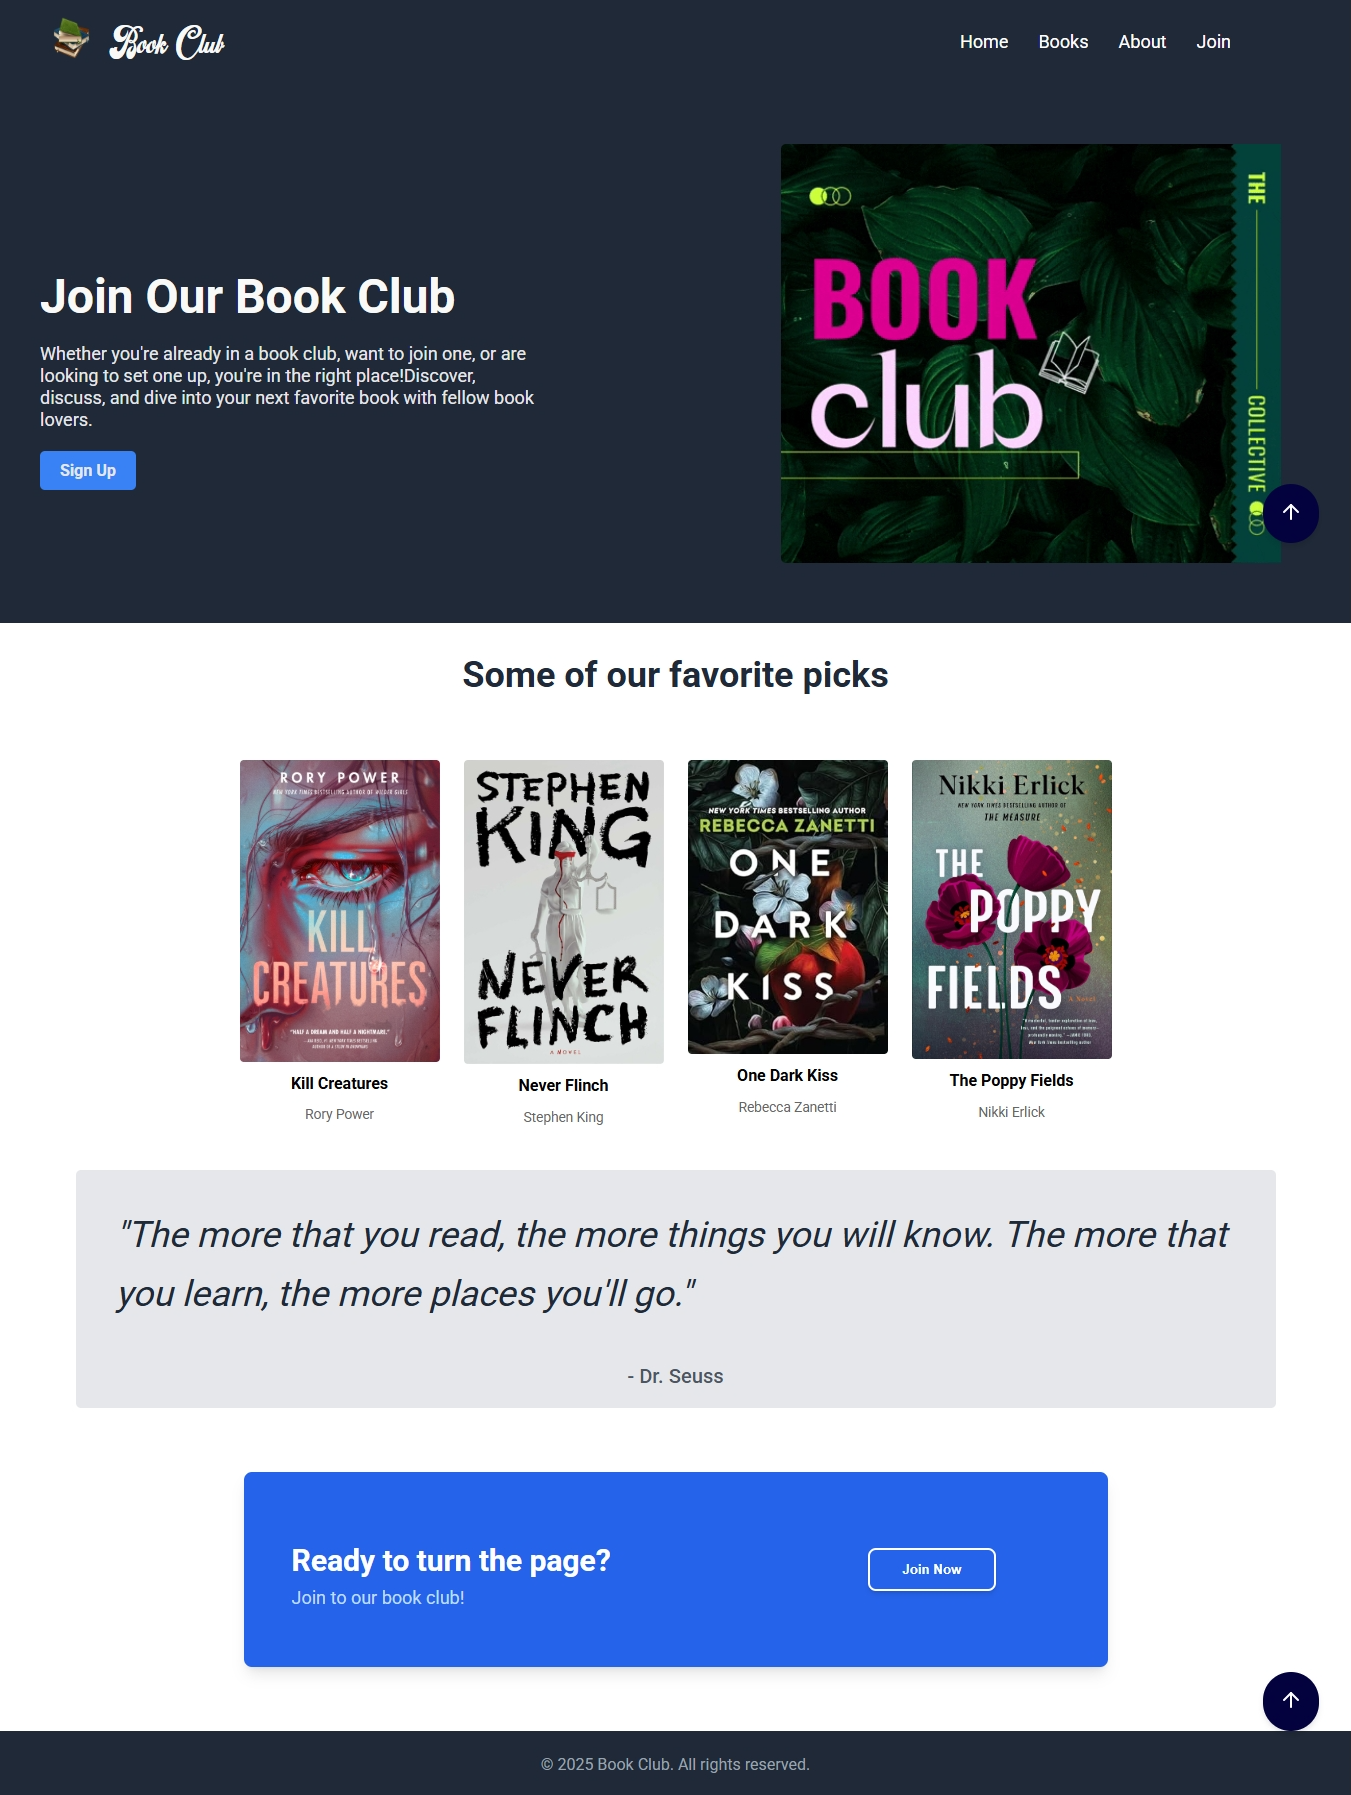 Book Club
Home
Books
About
Join
Join Our Book Club
Whether you're already in a book club, want to join one, or are
looking to set one up, you're in the right place!Discover,
discuss, and dive into your next favorite book with fellow book
lovers.
Sign Up
BOOK
club
THE
COLLECTIVE
Some of our favorite picks
RORY POWER
NEW YORK TIMES BESTSELLING AUTHOR OF WILDER GIRLS
KILL
CREATURES
"HALF A DREAM AND HALF A NIGHTMARE."
Kill Creatures
Rory Power
STEPHEN
KING
NEVER
FLINCH
A NOVEL
Never Flinch
Stephen King
NEW YORK TIMES BESTSELLING AUTHOR
REBECCA ZANETTI
ONE
DARK
KISS
One Dark Kiss
Rebecca Zanetti
Nikki Erlick
NEW YORK TIMES BESTSELLING AUTHOR OF
THE MEASURE
THE
POPPY
FIELDS
A Novel
The Poppy Fields
Nikki Erlick
"The more that you read, the more things you will know. The more that
you learn, the more places you'll go."
- Dr. Seuss
Ready to turn the page?
Join to our book club!
Join Now
© 2025 Book Club. All rights reserved.